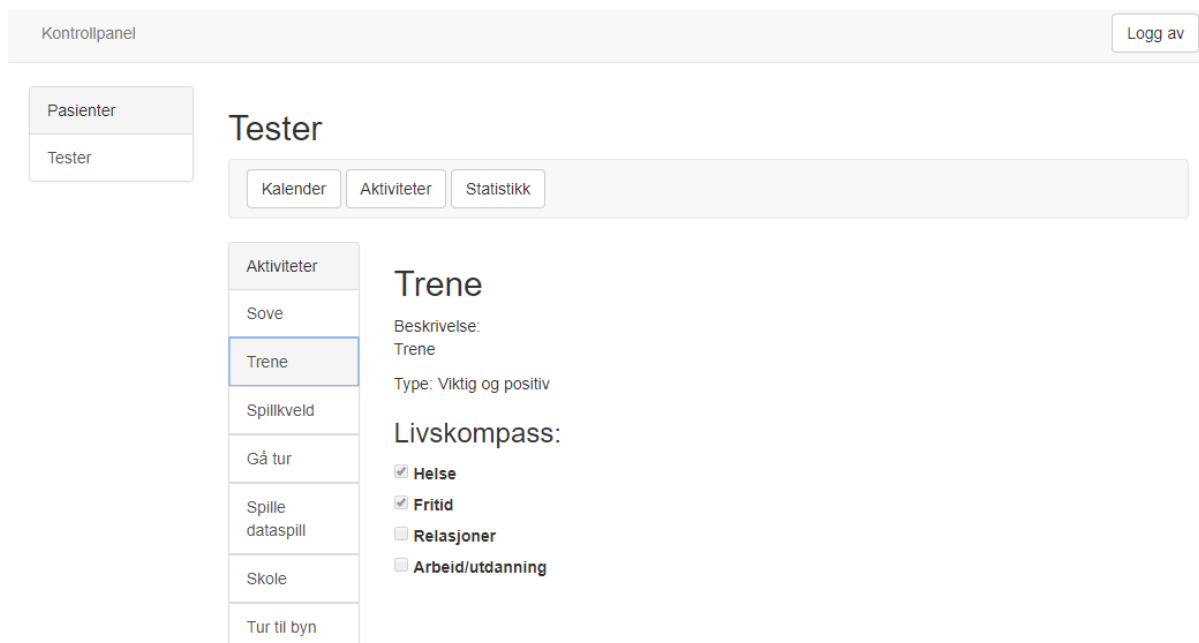 Kontrollpanel
Logg av
Pasienter
Tester
Tester
Kalender
Aktiviteter
Statistikk
Aktiviteter
Sove
Trene
Spillkveld
Gå tur
Spille
dataspill
Skole
Tur til byn
Trene
Beskrivelse:
Trene
Type: Viktig og positiv
Livskompass:
Helse
Fritid
Relasjoner
Arbeid/utdanning